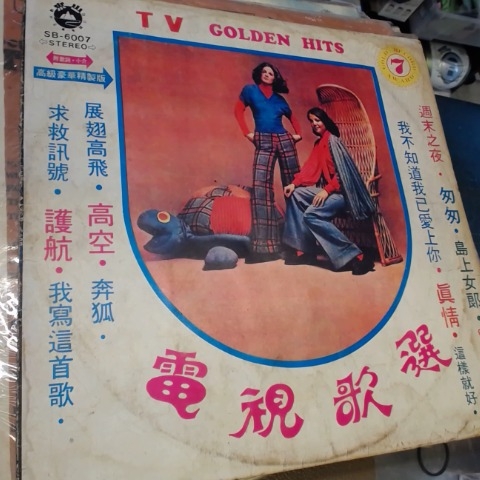 TV GOLDEN HITS
SB-6007
STEREO
高級豪華精製版
7
週末之夜・匆匆・島上女郎・
我不知道我已愛上你・真情・這樣就好・
展翅高飛・高空・奔狐・
求救訊號・護航・我寫這首歌・
電視歌選